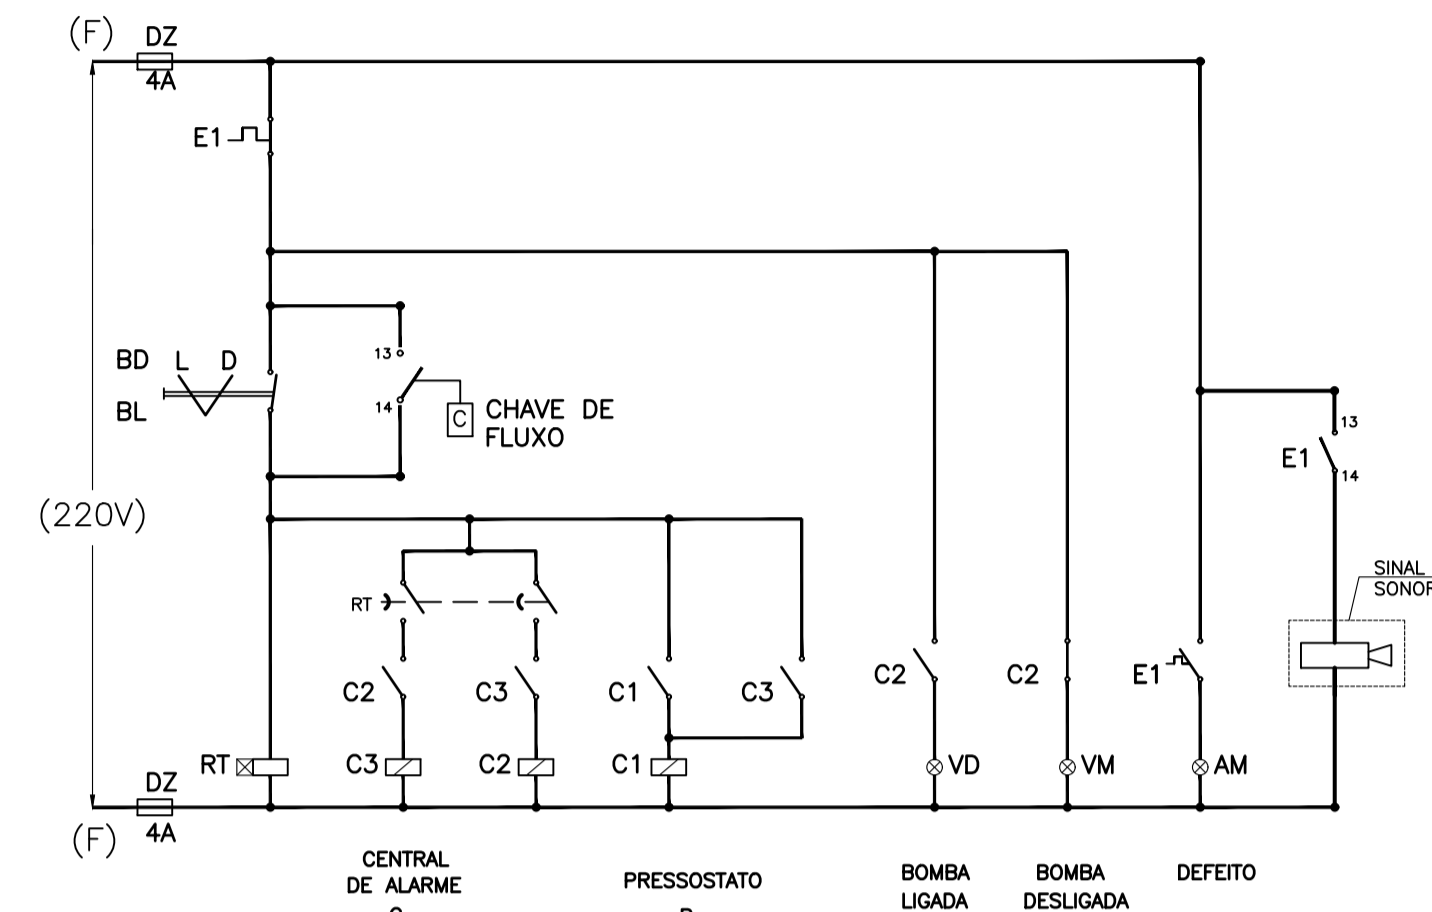 (F)
DZ
4A
E1
BD
L
D
BL
13
14
C
CHAVE DE
FLUXO
13
E1
14
(220V)
SINAL
RT
C2
C3
C1
C3
C2
C2
E1
RT
C3
C2
C1
VD
VM
AM
DZ
4A
(F)
CENTRAL
DE ALARME
PRESSOSTATO
BOMBA
LIGADA
BOMBA
DESLIGADA
DEFEITO